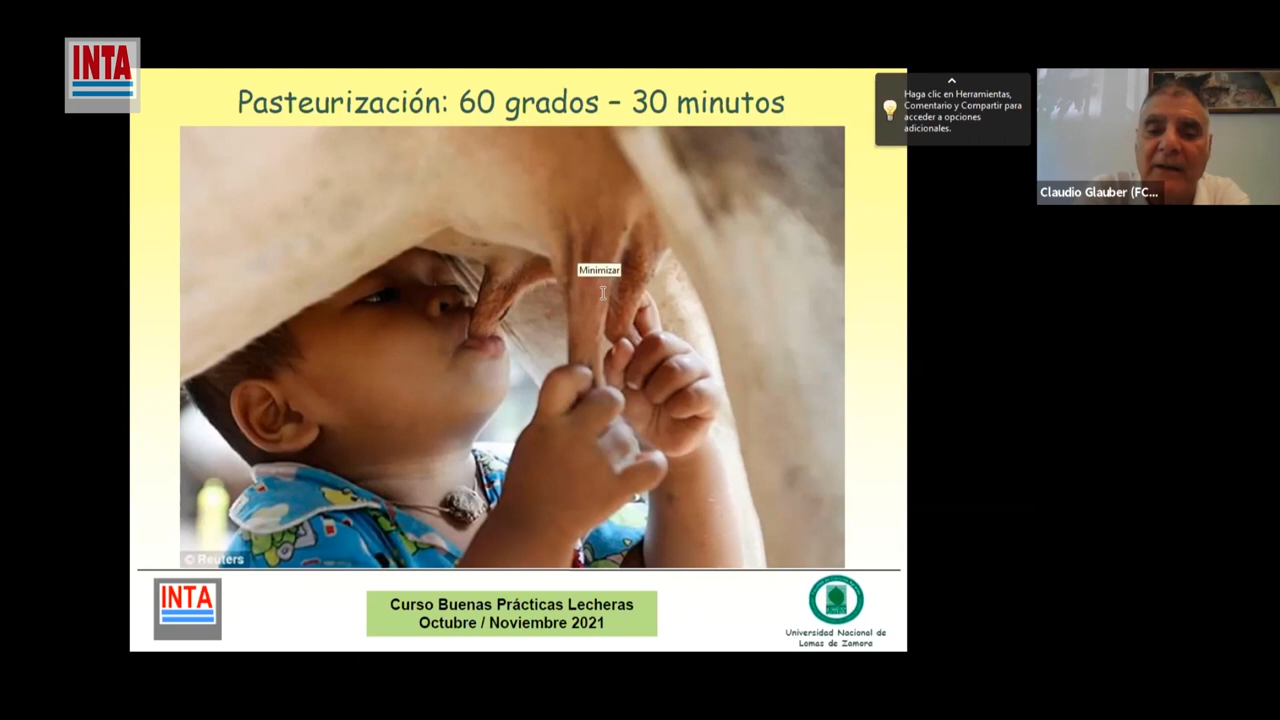 INTA
Pasteurización: 60 grados – 30 minutos
Haga clic en Herramientas,
Comentario y Compartir para
acceder a opciones
adicionales.
Claudio Glauber (FC...
Minimizar
© Reuters
INTA
Curso Buenas Prácticas Lecheras
Octubre / Noviembre 2021
Universidad Nacional de
Lomas de Zamora